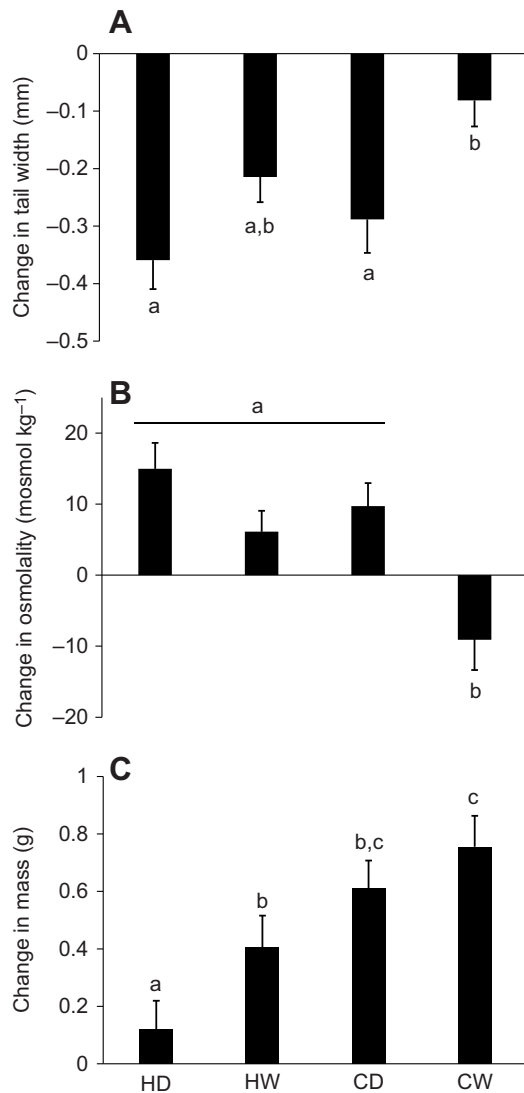 A
Change in tail width (mm)
0
–0.1
–0.2
–0.3
–0.4
–0.5
a
a,b
a
b
B
Change in osmolality (mosmol kg–1)
20
10
0
–10
–20
a
b
C
Change in mass (g)
1
0.8
0.6
0.4
0.2
0
a
b
b,c
c
HD HW CD CW